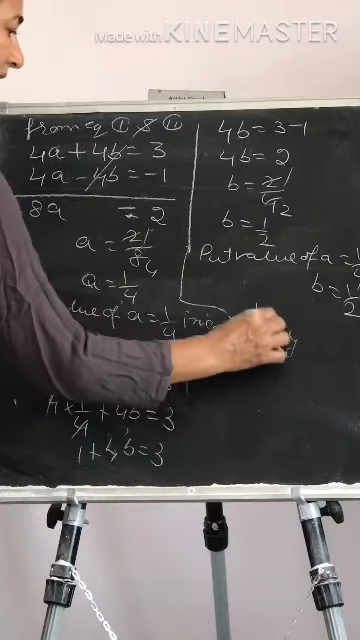 Made with KINEMASTER
from eq ① & ②
4a + 4b = 3
4a - 4b = -1
8a = 2
a = 2/8
a = 1/4
value of a = 1/4 in
4 × 1/4 + 4b = 3
1 + 4b = 3
4b = 3-1
4b = 2
b = 2/4
b = 1/2
Put value of a =
b = 1/2